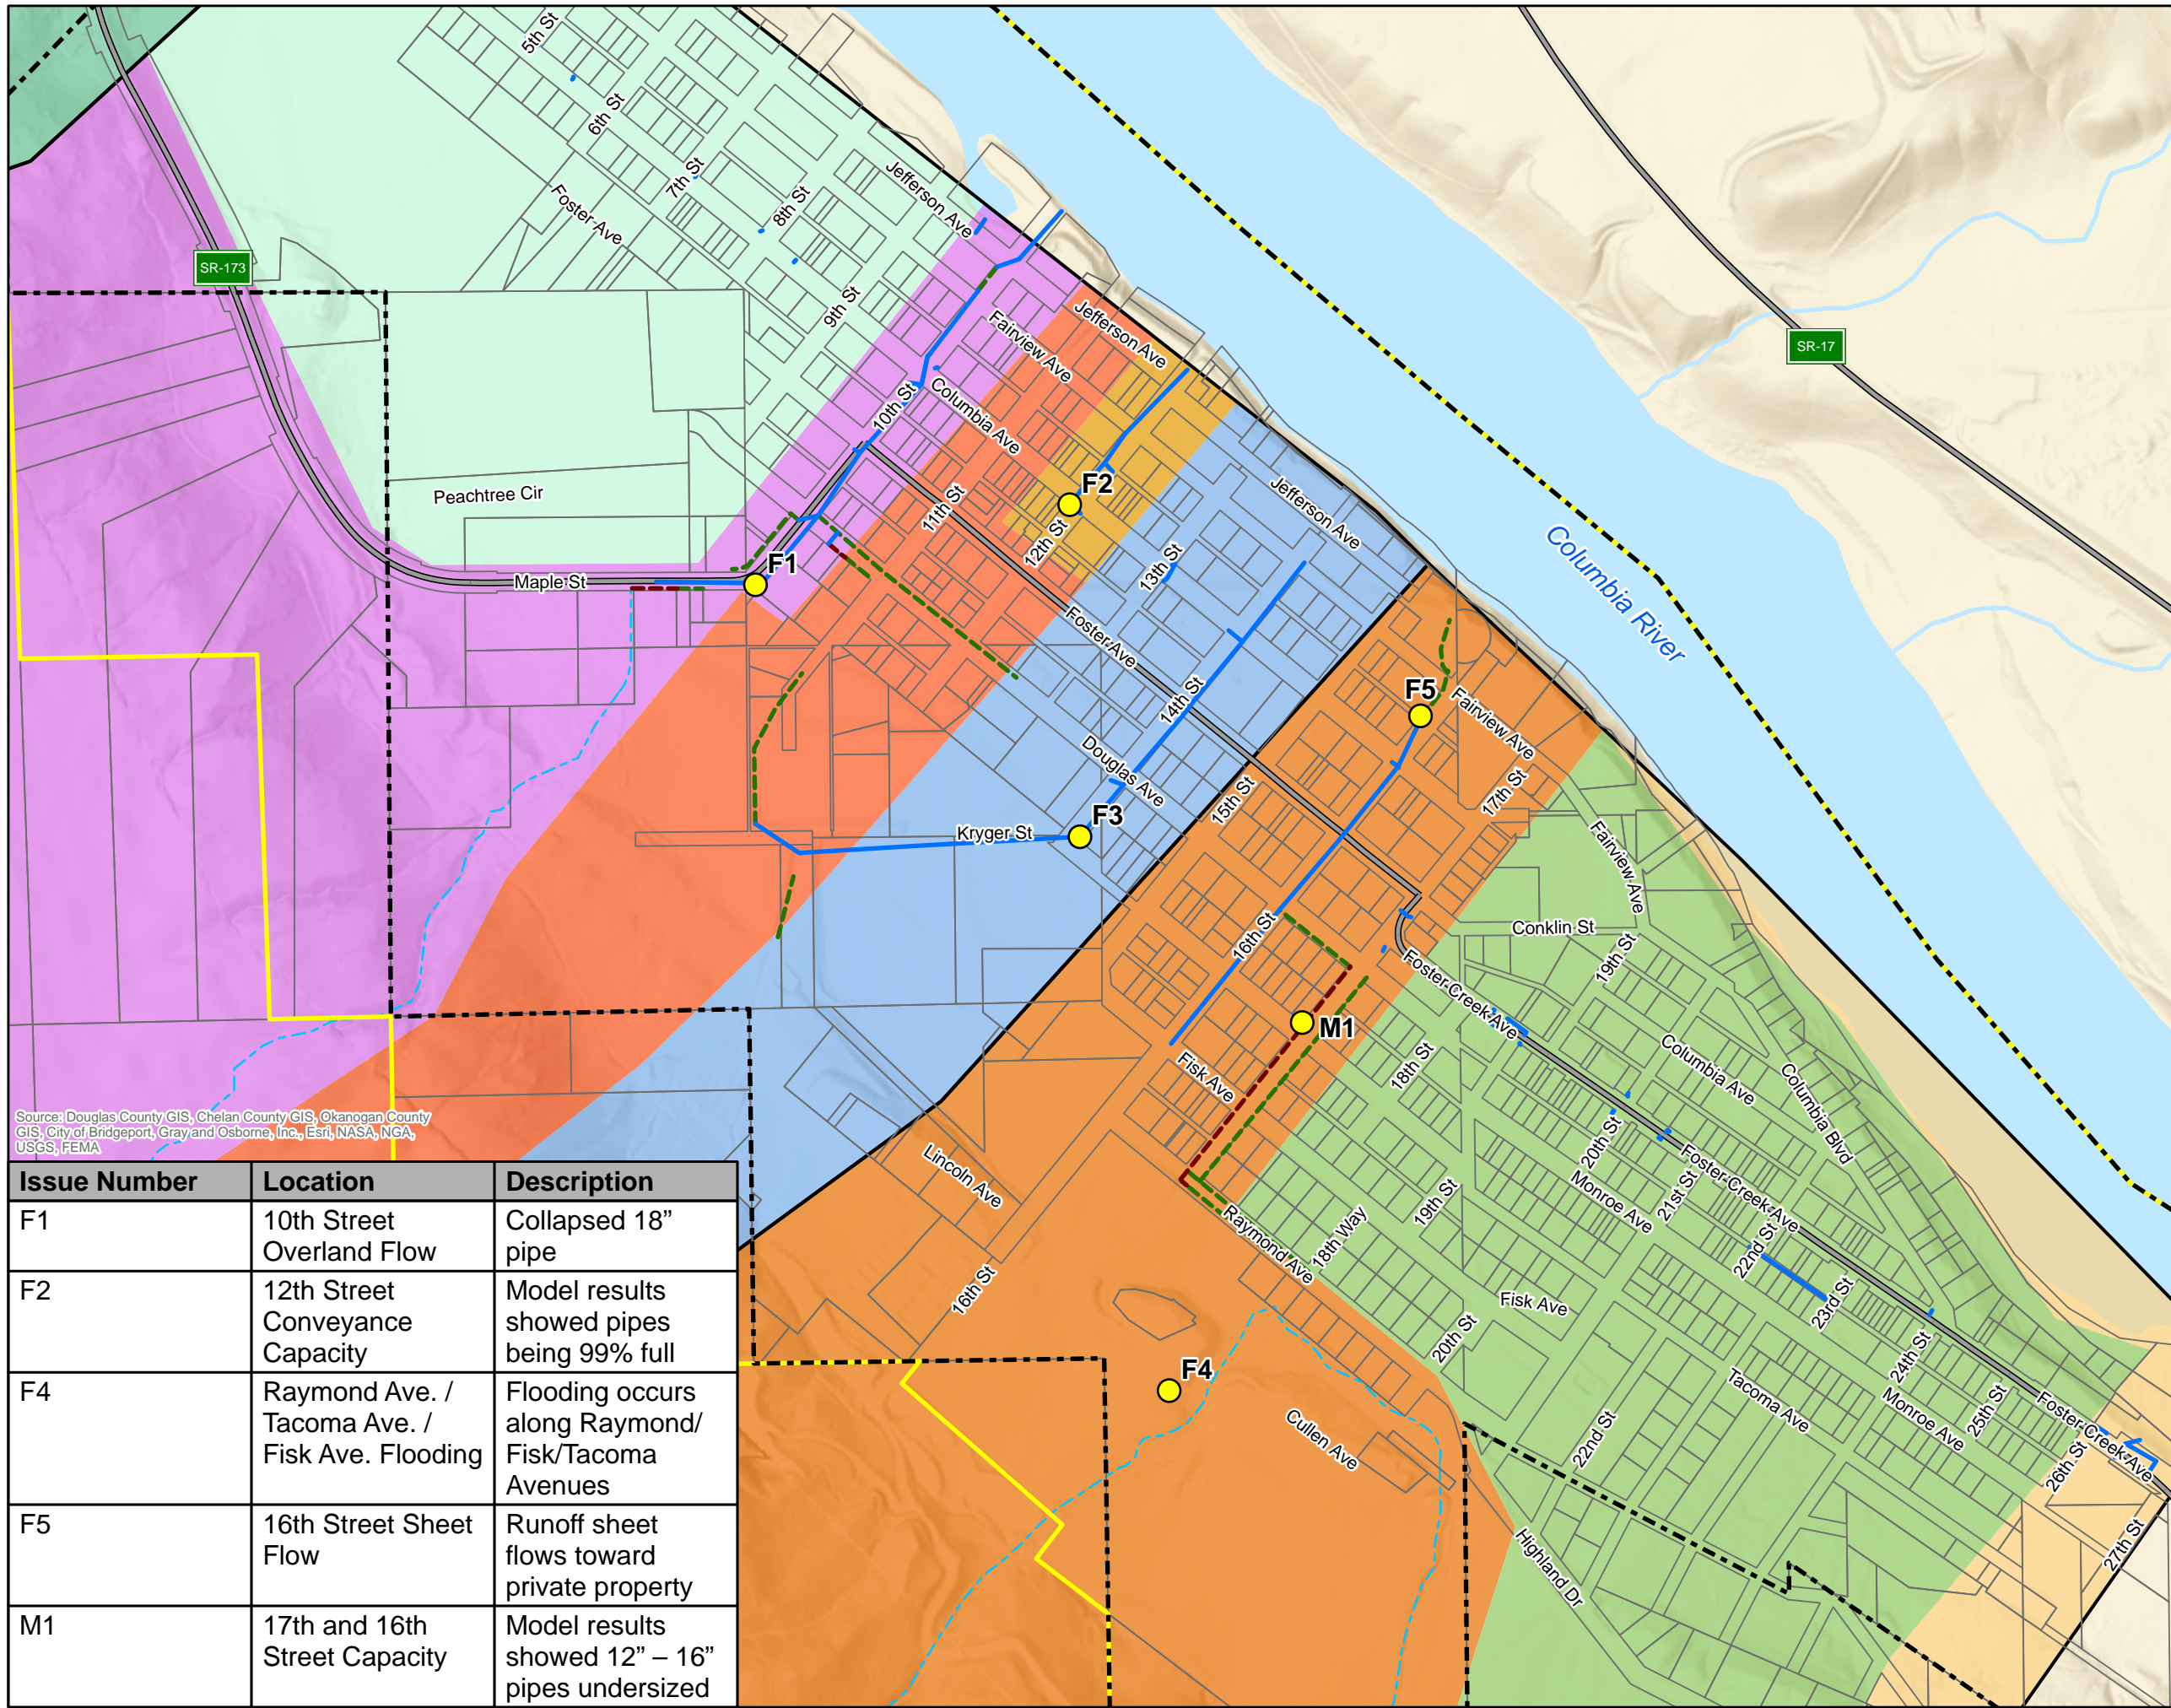 5th St
6th St
7th St
8th St
Jefferson Ave
Foster Ave
SR-173
9th St
Fairview Ave
Jefferson Ave
SR-17
10th St
Columbia Ave
Peachtree Cir
11th St
F2
12th St
Jefferson Ave
13th St
F1
Maple St
Columbia River
Foster Ave
14th St
F5
Fairview Ave
Douglas Ave
15th St
17th St
F3
Kryger St
Fairview Ave
16th St
Conklin St
19th St
Foster Creek Ave
M1
Fisk Ave
18th St
Columbia Ave
Columbia Blvd
20th St
Foster Creek Ave
Monroe Ave
21st St
Lincoln Ave
19th St
18th Way
Raymond Ave
22nd St
23rd St
16th St
Fisk Ave
20th St
24th St
F4
Tacoma Ave
Monroe Ave
25th St
Foster Creek Ave
Cullen Ave
22nd St
26th St
27th St
Highland Dr
Source: Douglas County GIS, Chelan County GIS, Okanogan County
GIS, City of Bridgeport, Gray and Osborne, Inc., Esri, NASA, NGA,
USGS, FEMA
Issue Number Location Description
F1 10th Street Collapsed 18”
Overland Flow pipe
F2 12th Street Model results
Conveyance showed pipes
Capacity being 99% full
F4 Raymond Ave. / Flooding occurs
Tacoma Ave. / along Raymond/
Fisk Ave. Flooding Fisk/Tacoma
Avenues
F5 16th Street Sheet Runoff sheet
Flow flows toward
private property
M1 17th and 16th Model results
Street Capacity showed 12” – 16”
pipes undersized